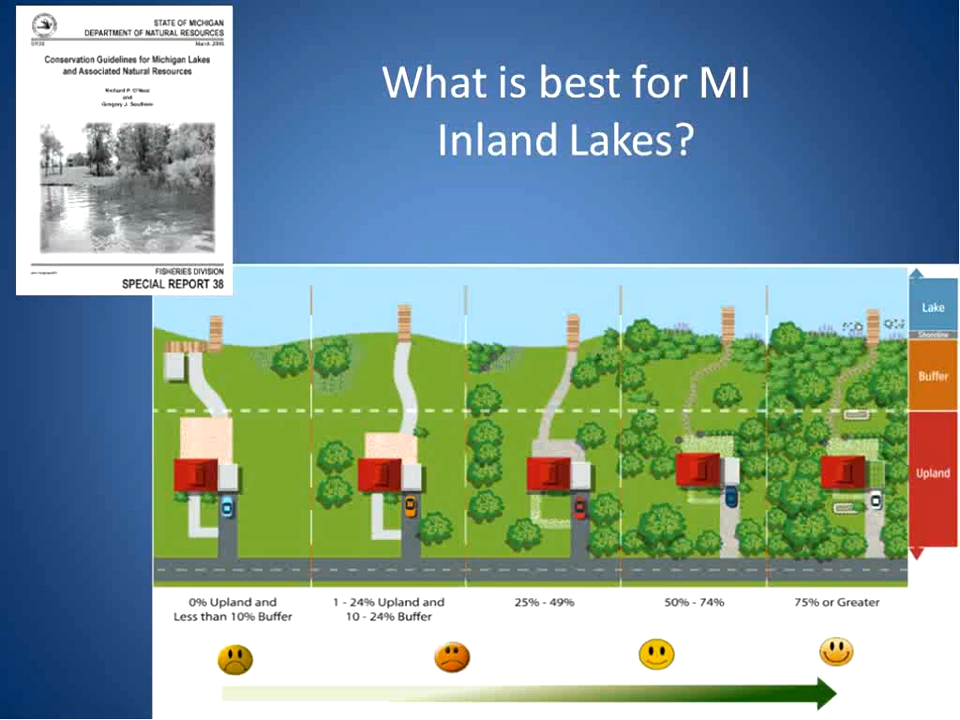 STATE OF MICHIGAN
DEPARTMENT OF NATURAL RESOURCES
SR38
March 2006
Conservation Guidelines for Michigan Lakes
and Associated Natural Resources
Richard P. O'Neal
and
Gregory J. Soulliere
FISHERIES DIVISION
SPECIAL REPORT 38
What is best for MI
Inland Lakes?
Lake
Shoreline
Buffer
Upland
0% Upland and
Less than 10% Buffer
1 - 24% Upland and
10 - 24% Buffer
25% - 49%
50% - 74%
75% or Greater